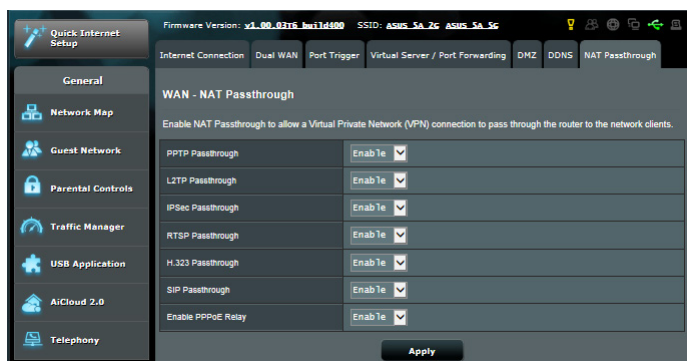 Quick Internet Setup
Firmware Version: v1.00.03T6 build400 SSID: ASUS_5A_2G ASUS_5A_5G
Internet Connection Dual WAN Port Trigger Virtual Server / Port Forwarding DMZ DDNS NAT Passthrough
General
Network Map
Guest Network
Parental Controls
Traffic Manager
USB Application
AiCloud 2.0
Telephony
WAN - NAT Passthrough
Enable NAT Passthrough to allow a Virtual Private Network (VPN) connection to pass through the router to the network clients.
PPTP Passthrough Enable
L2TP Passthrough Enable
IPSec Passthrough Enable
RTSP Passthrough Enable
H.323 Passthrough Enable
SIP Passthrough Enable
Enable PPPoE Relay Enable
Apply